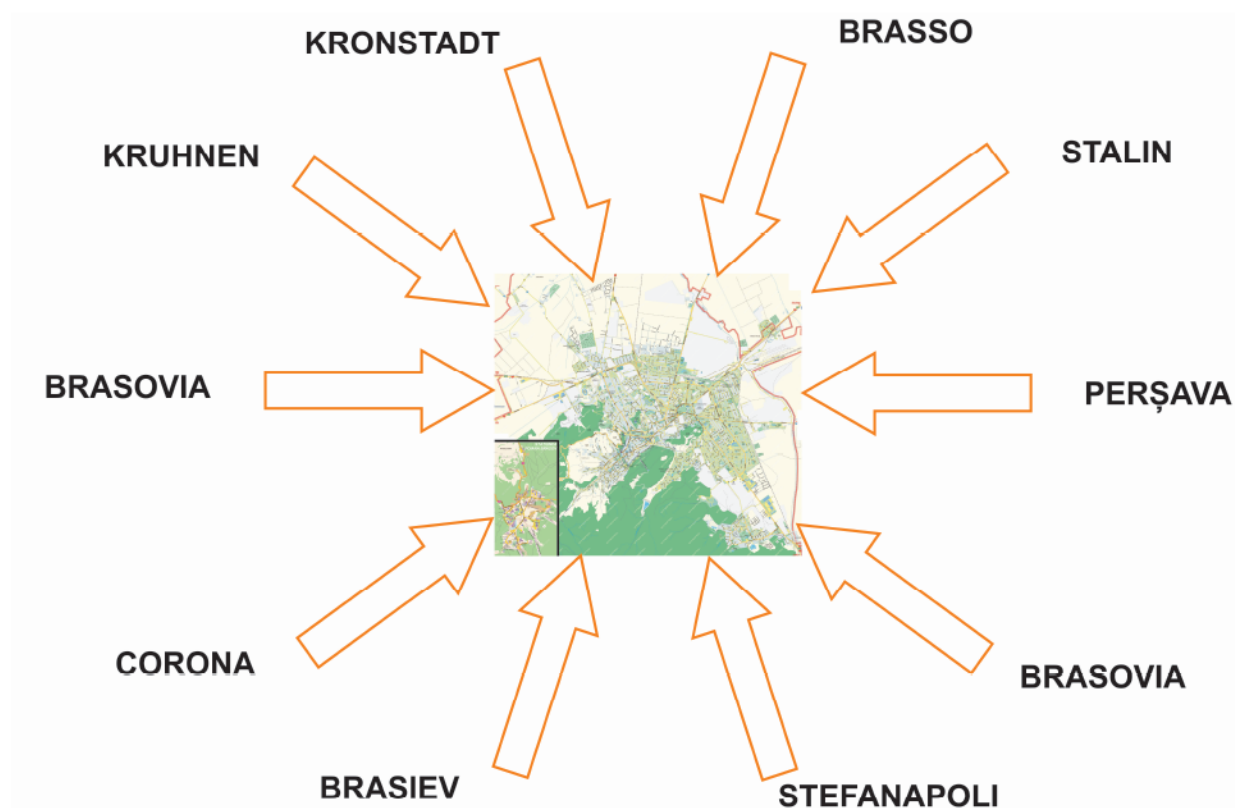 KRONSTADT
BRASSO
KRUHNEN
STALIN
BRASOVIA
PERȘAVA
CORONA
BRASOVIA
BRASIEV
STEFANAPOLI